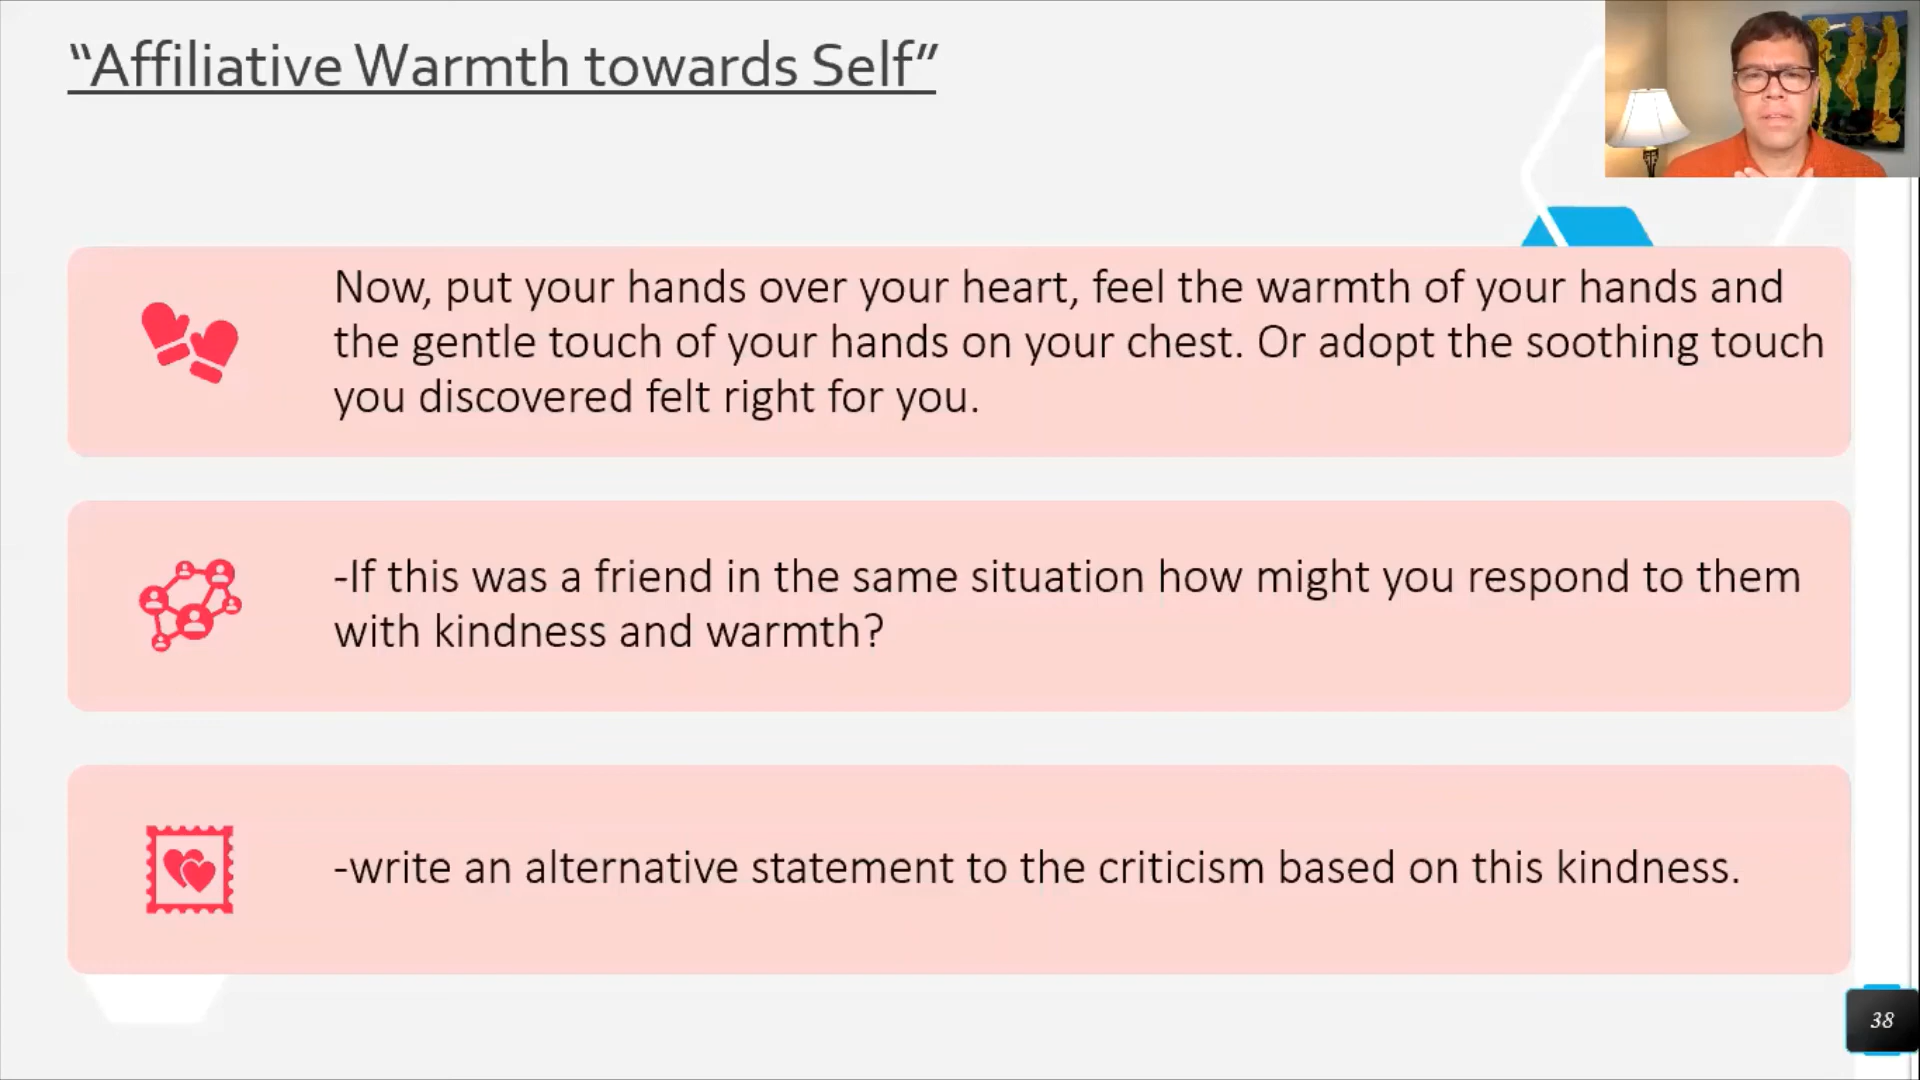 “Affiliative Warmth towards Self”
Now, put your hands over your heart, feel the warmth of your hands and
the gentle touch of your hands on your chest. Or adopt the soothing touch
you discovered felt right for you.
-If this was a friend in the same situation how might you respond to them
with kindness and warmth?
-write an alternative statement to the criticism based on this kindness.
38